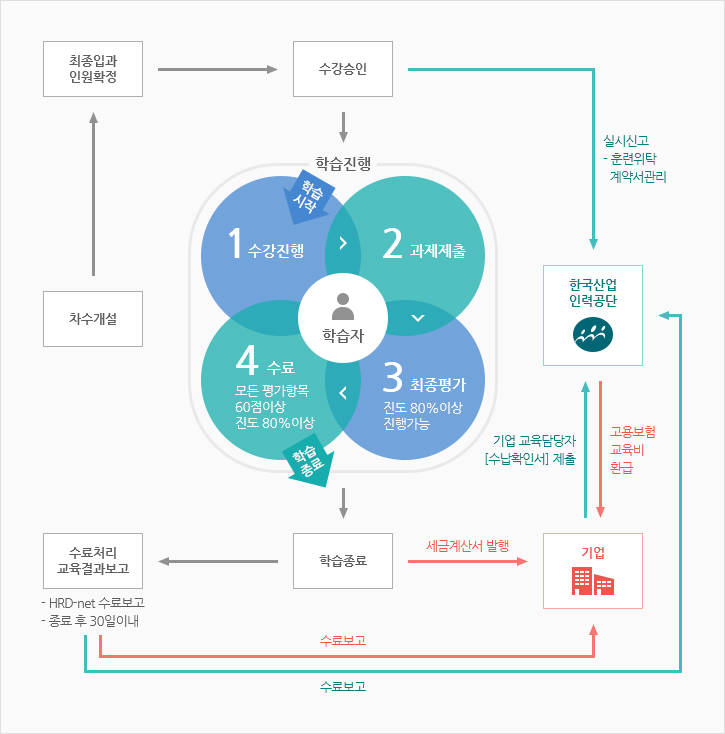 최종입과
인원확정
수강승인
실시신고
- 훈련위탁
계약서관리
학습진행
학습
시작
1 수강진행
2 과제제출
차수개설
학습자
한국산업
인력공단
4 수료
모든 평가항목
60점이상
진도 80%이상
3 최종평가
진도 80%이상
진행가능
학습
종료
기업 교육담당자
[수납확인서] 제출
고용보험
교육비
환급
수료처리
교육결과보고
- HRD-net 수료보고
- 종료 후 30일이내
학습종료
세금계산서 발행
기업
수료보고
수료보고